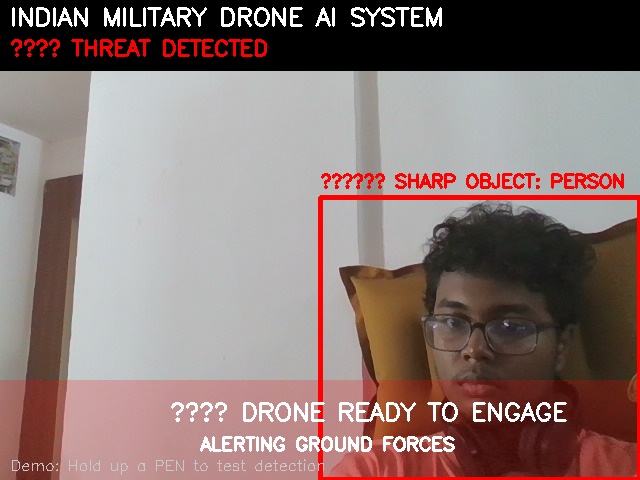 INDIAN MILITARY DRONE AI SYSTEM
???? THREAT DETECTED
?????? SHARP OBJECT: PERSON
???? DRONE READY TO ENGAGE
ALERTING GROUND FORCES
Demo: Hold up a PEN to test detection